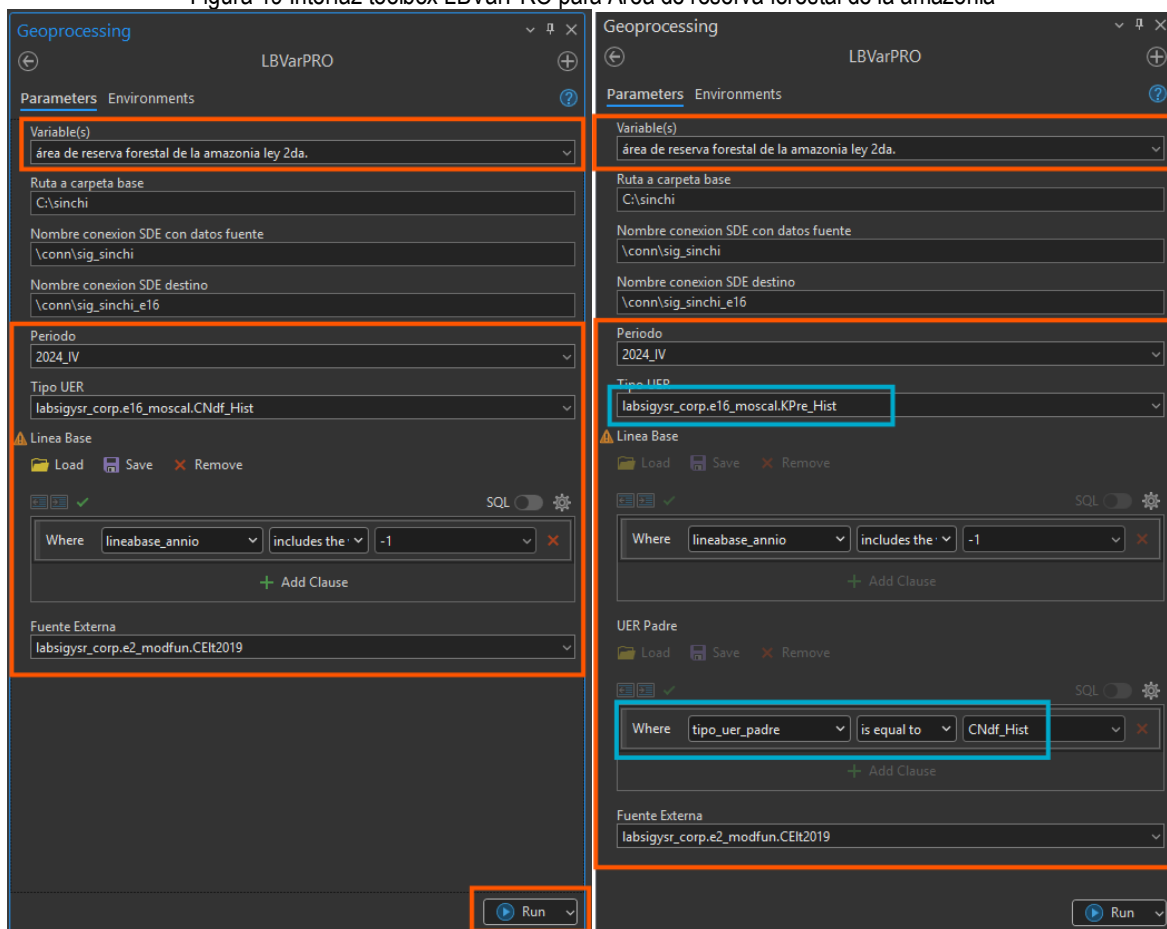 Figura 10 Interfaz toolbox LBVarPRO para Área de reserva forestal de la amazonia
Geoprocessing
LBVarPRO
Parameters Environments
Variable(s)
área de reserva forestal de la amazonia ley 2da.
Ruta a carpeta base
C:\sinchi
Nombre conexion SDE con datos fuente
\conn\sig_sinchi
Nombre conexion SDE destino
\conn\sig_sinchi_e16
Periodo
2024_IV
Tipo UER
labsigysr_corp.e16_moscal.CNdf_Hist
Linea Base
Load Save Remove
SQL
Where lineabase_annio includes the -1
Add Clause
Fuente Externa
labsigysr_corp.e2_modfun.CElt2019
Run
Geoprocessing
LBVarPRO
Parameters Environments
Variable(s)
área de reserva forestal de la amazonia ley 2da.
Ruta a carpeta base
C:\sinchi
Nombre conexion SDE con datos fuente
\conn\sig_sinchi
Nombre conexion SDE destino
\conn\sig_sinchi_e16
Periodo
2024_IV
Tipo UER
labsigysr_corp.e16_moscal.KPre_Hist
Linea Base
Load Save Remove
SQL
Where lineabase_annio includes the -1
Add Clause
UER Padre
Load Save Remove
SQL
Where tipo_uer_padre is equal to CNdf_Hist
Add Clause
Fuente Externa
labsigysr_corp.e2_modfun.CElt2019
Run